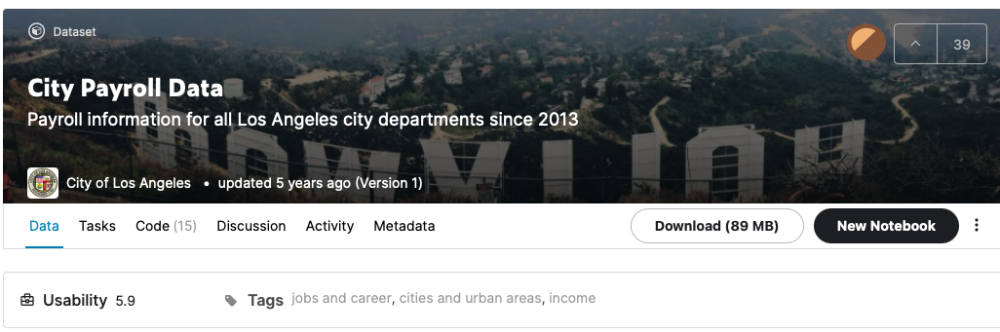 Dataset
39
City Payroll Data
Payroll information for all Los Angeles city departments since 2013
City of Los Angeles • updated 5 years ago (Version 1)
Data Tasks Code (15) Discussion Activity Metadata Download (89 MB) New Notebook
Usability 5.9 Tags jobs and career, cities and urban areas, income